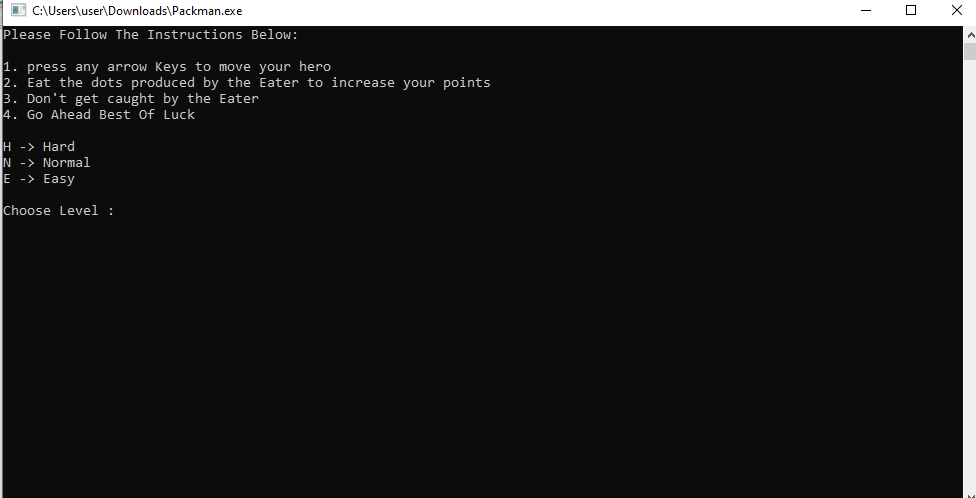 C:\Users\user\Downloads\Packman.exe
Please Follow The Instructions Below:
1. press any arrow Keys to move your hero
2. Eat the dots produced by the Eater to increase your points
3. Don't get caught by the Eater
4. Go Ahead Best Of Luck
H -> Hard
N -> Normal
E -> Easy
Choose Level :